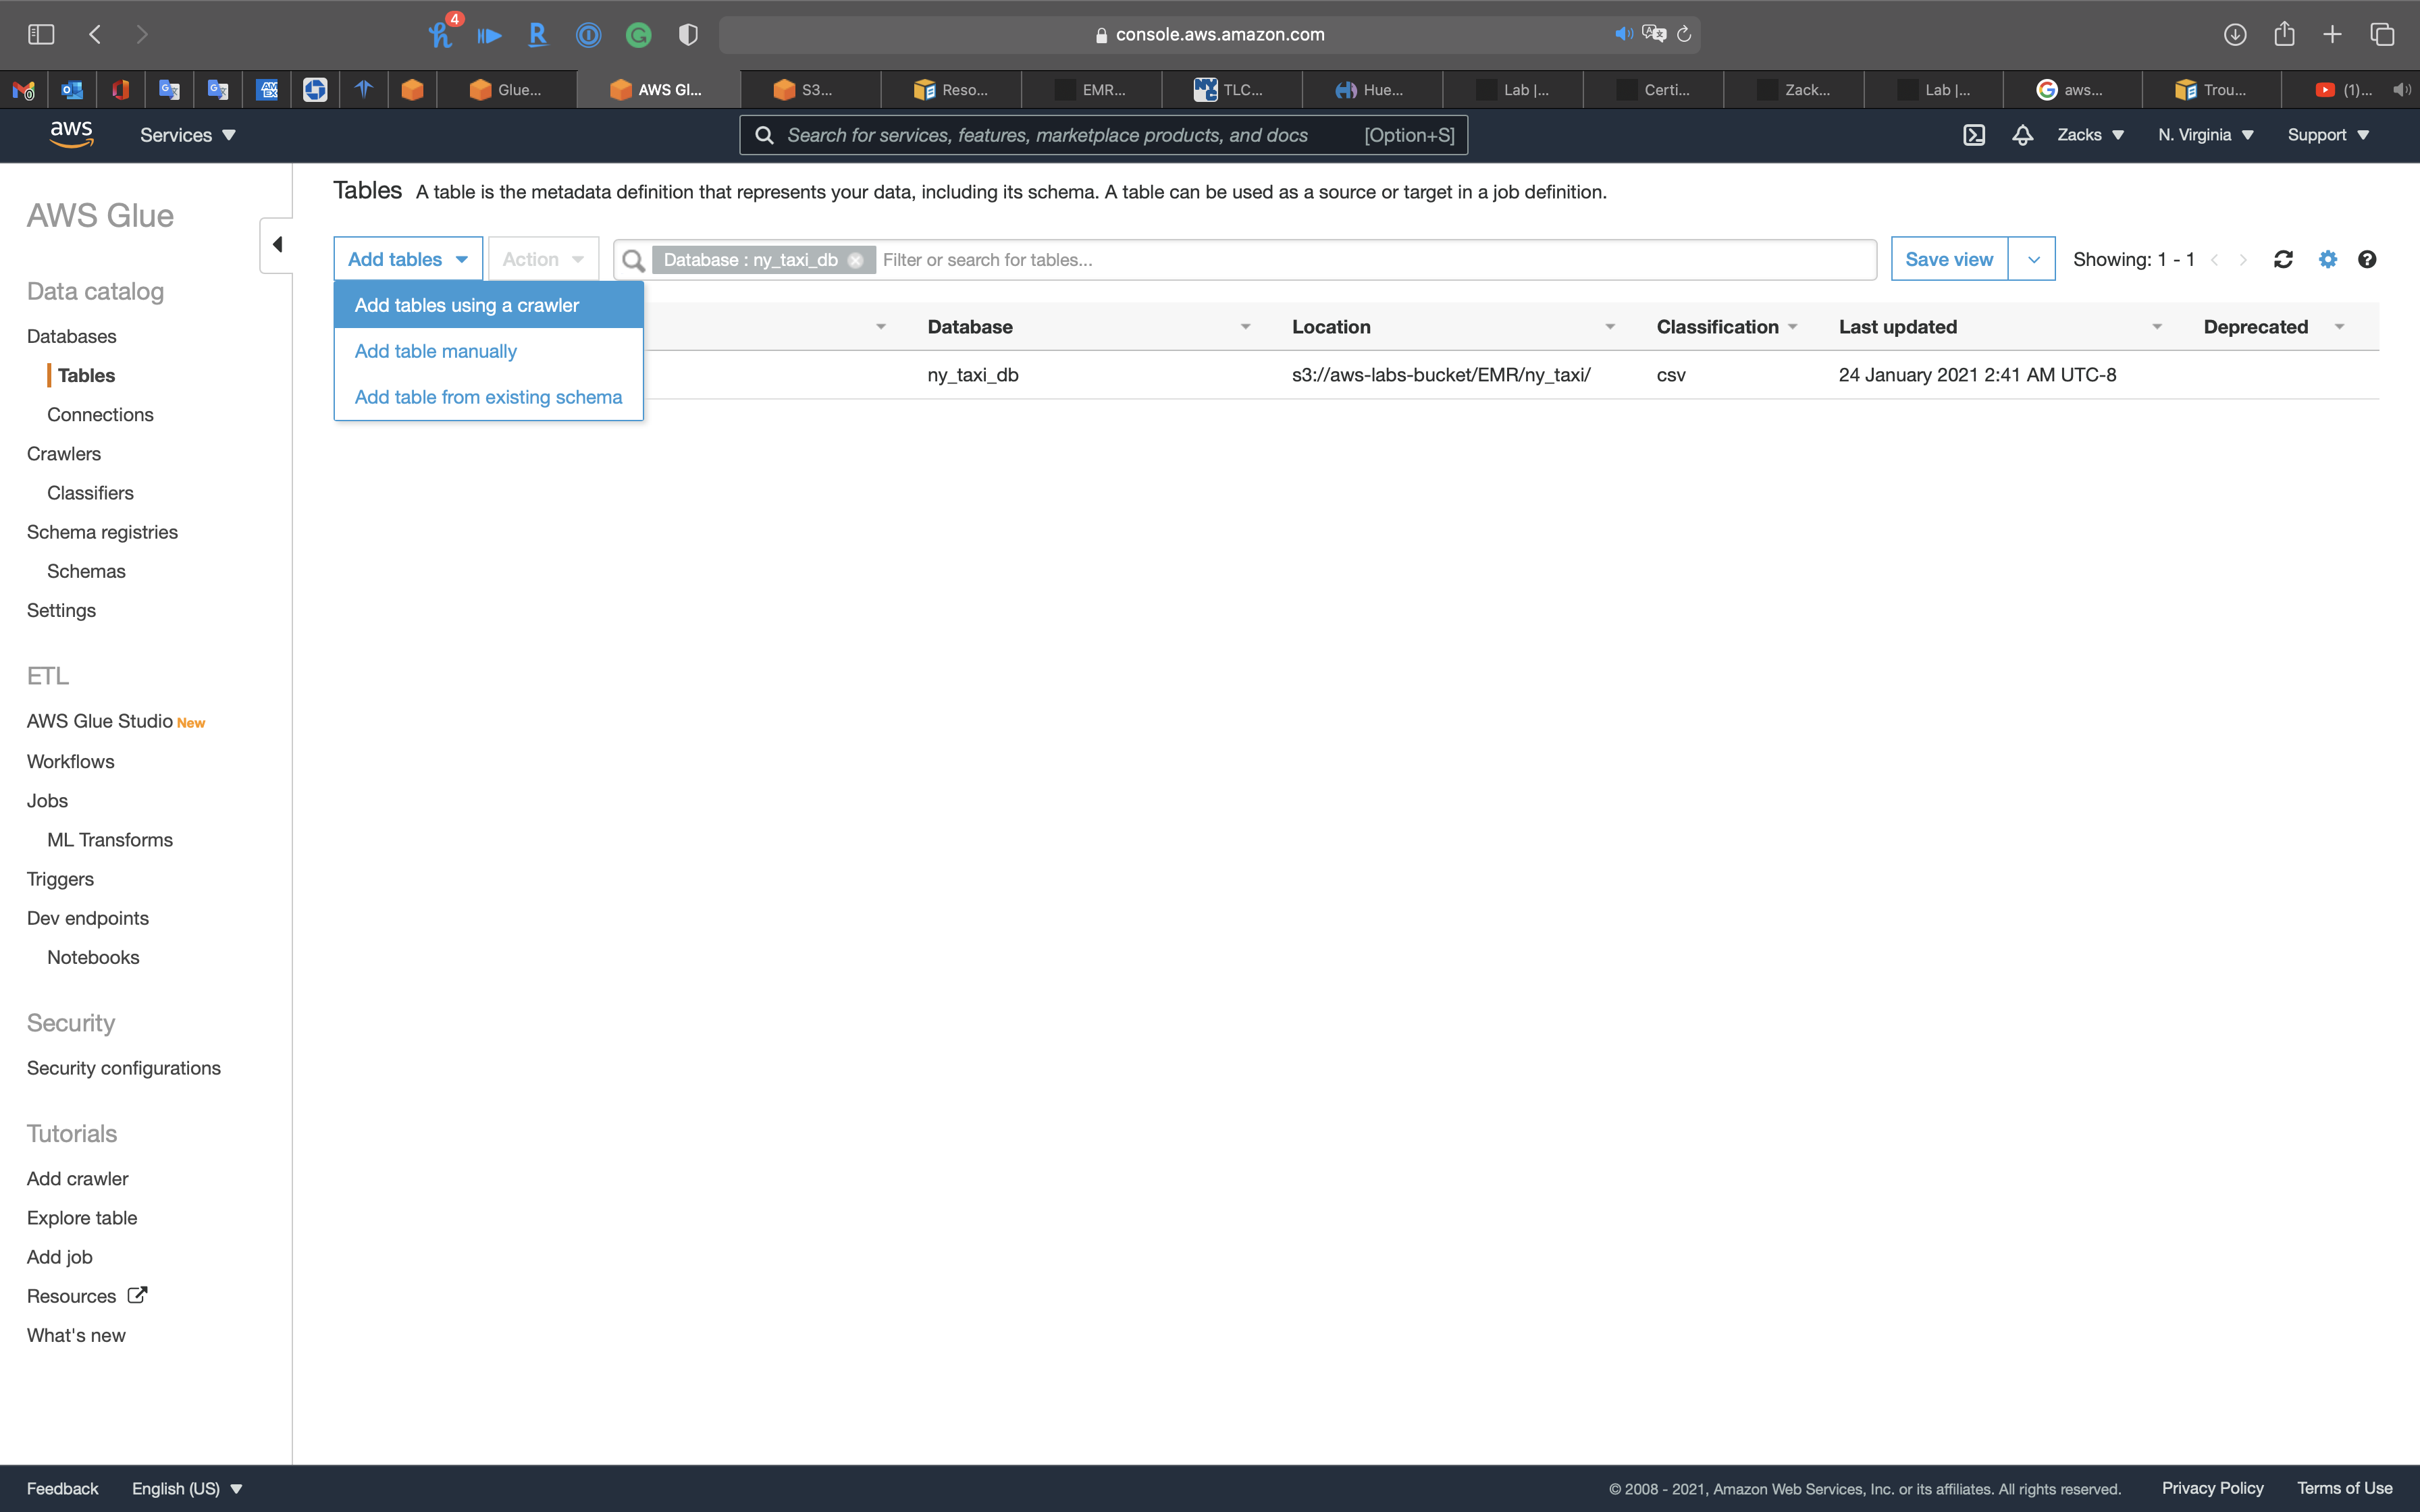 4
console.aws.amazon.com
Glue...
AWS Gl...
S3...
Reso...
EMR...
TLC...
Hue...
Lab |...
Certi...
Zack...
Lab |...
aws...
Trou...
(1)...
aws
Services
Search for services, features, marketplace products, and docs [Option+S]
Zacks
N. Virginia
Support
AWS Glue
Data catalog
Databases
Tables
Connections
Crawlers
Classifiers
Schema registries
Schemas
Settings
ETL
AWS Glue Studio New
Workflows
Jobs
ML Transforms
Triggers
Dev endpoints
Notebooks
Security
Security configurations
Tutorials
Add crawler
Explore table
Add job
Resources
What's new
Tables A table is the metadata definition that represents your data, including its schema. A table can be used as a source or target in a job definition.
Add tables
Action
Database : ny_taxi_db
Filter or search for tables...
Save view
Showing: 1 - 1
Add tables using a crawler
Add table manually
Add table from existing schema
Database Location Classification Last updated Deprecated
ny_taxi_db s3://aws-labs-bucket/EMR/ny_taxi/ csv 24 January 2021 2:41 AM UTC-8
Feedback
English (US)
© 2008 - 2021, Amazon Web Services, Inc. or its affiliates. All rights reserved.
Privacy Policy
Terms of Use